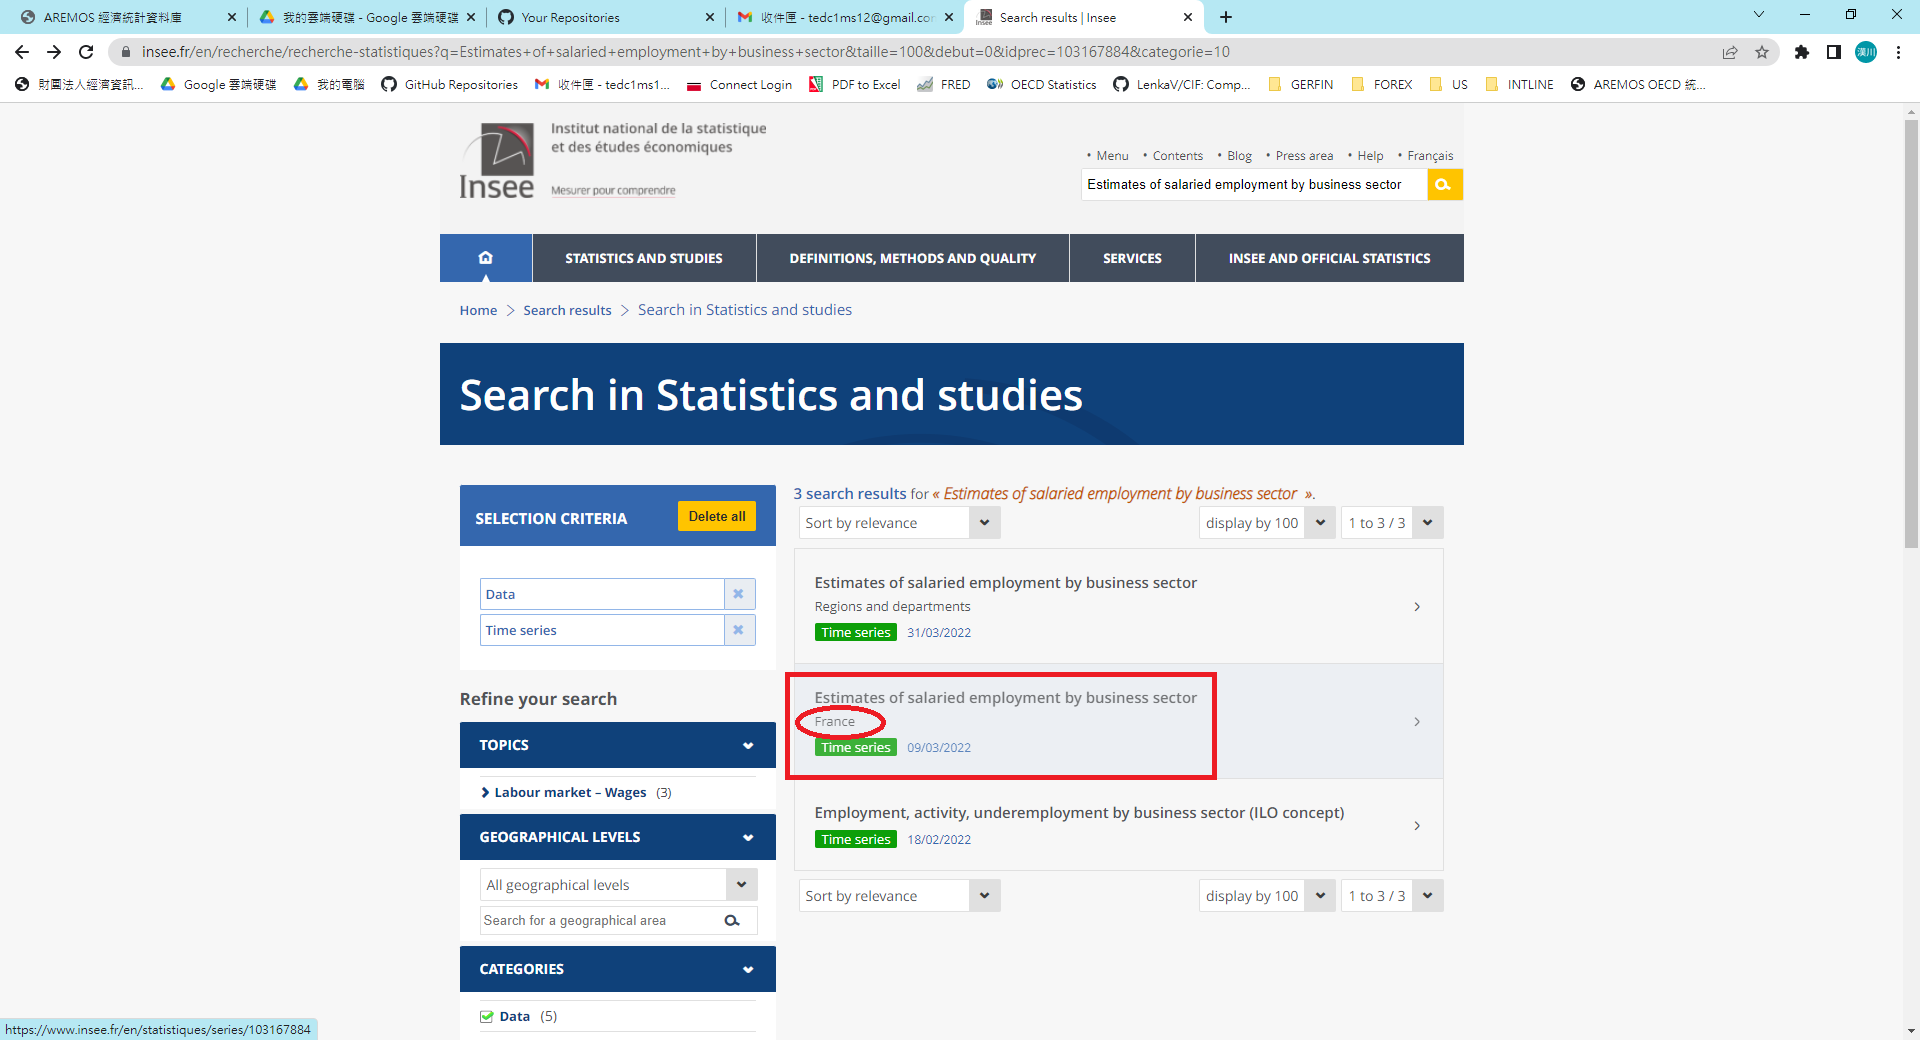 AREMOS 經濟統計資料庫
我的雲端硬碟 - Google 雲端硬碟
Your Repositories
收件匣 - tedc1ms12@gmail.co
Search results | Insee
insee.fr/en/recherche/recherche-statistiques?q=Estimates+of+salaried+employment+by+business+sector&taille=100&debut=0&idprec=103167884&categorie=10
漢川
財團法人經濟資訊...
Google 雲端硬碟
我的電腦
GitHub Repositories
收件匣 - tedc1ms1...
Connect Login
PDF to Excel
FRED
OECD Statistics
LenkaV/CIF: Comp...
GERFIN
FOREX
US
INTLINE
AREMOS OECD 統...
Institut national de la statistique
et des études économiques
Insee
Mesurer pour comprendre
• Menu • Contents • Blog • Press area • Help • Français
Estimates of salaried employment by business sector
STATISTICS AND STUDIES
DEFINITIONS, METHODS AND QUALITY
SERVICES
INSEE AND OFFICIAL STATISTICS
Home > Search results > Search in Statistics and studies
Search in Statistics and studies
SELECTION CRITERIA
Delete all
Data
Time series
Refine your search
TOPICS
Labour market – Wages (3)
GEOGRAPHICAL LEVELS
All geographical levels
Search for a geographical area
CATEGORIES
Data (5)
3 search results for « Estimates of salaried employment by business sector ».
Sort by relevance
display by 100
1 to 3 / 3
Estimates of salaried employment by business sector
Regions and departments
Time series 31/03/2022
Estimates of salaried employment by business sector
France
Time series 09/03/2022
Employment, activity, underemployment by business sector (ILO concept)
Time series 18/02/2022
Sort by relevance
display by 100
1 to 3 / 3
https://www.insee.fr/en/statistiques/series/103167884